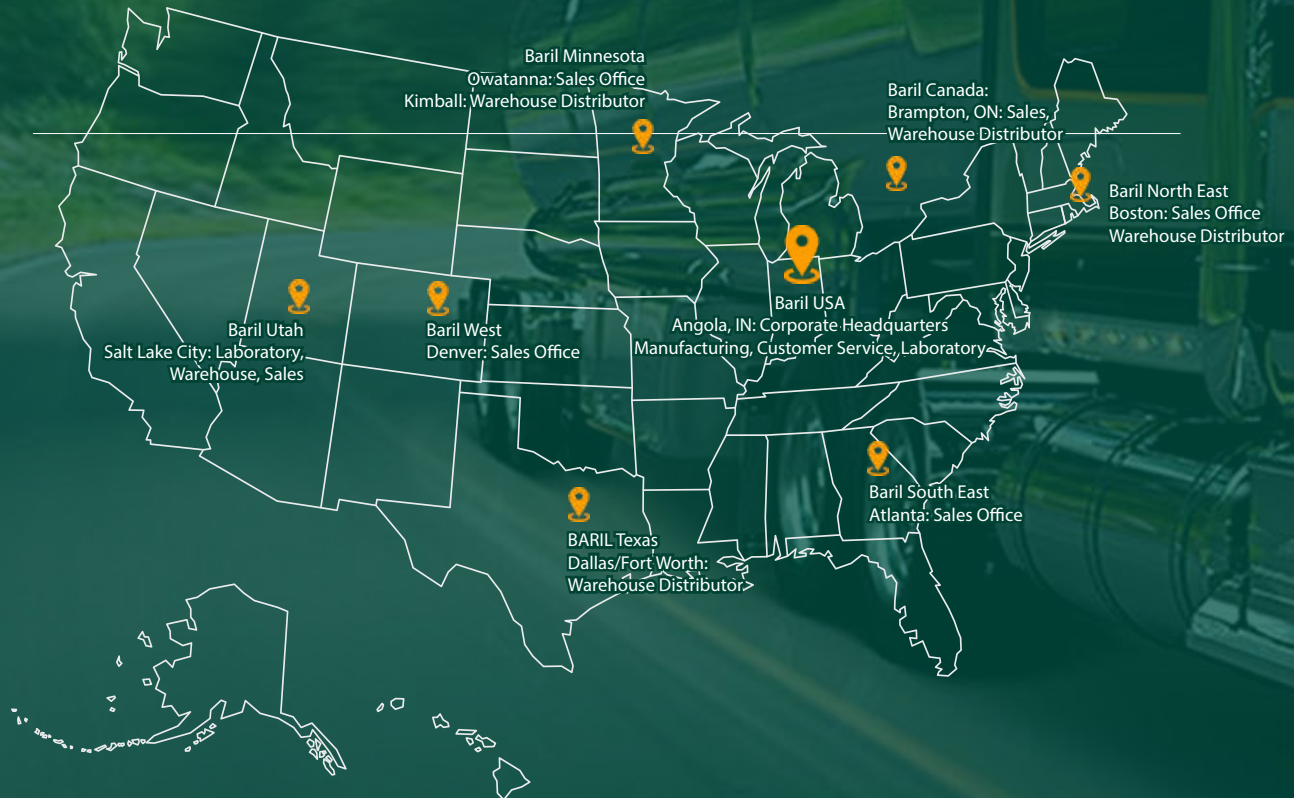 Baril Minnesota
Owatanna: Sales Office
Kimball: Warehouse Distributor
Baril Canada:
Brampton, ON: Sales,
Warehouse Distributor
Baril North East
Boston: Sales Office
Warehouse Distributor
Baril USA
Angola, IN: Corporate Headquarters
Manufacturing, Customer Service, Laboratory
Baril Utah
Salt Lake City: Laboratory,
Warehouse, Sales
Baril West
Denver: Sales Office
Baril South East
Atlanta: Sales Office
BARIL Texas
Dallas/Fort Worth:
Warehouse Distributor